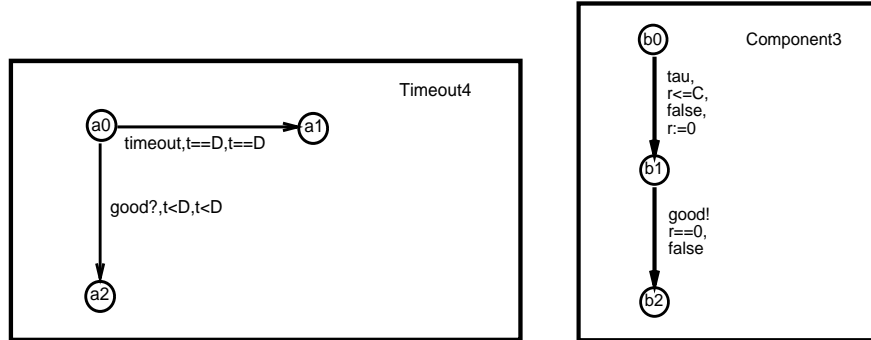 Timeout4
a0
a1
timeout,t==D,t==D
good?,t<D,t<D
a2
Component3
b0
tau,
r<=C,
false,
r:=0
b1
good!
r==0,
false
b2